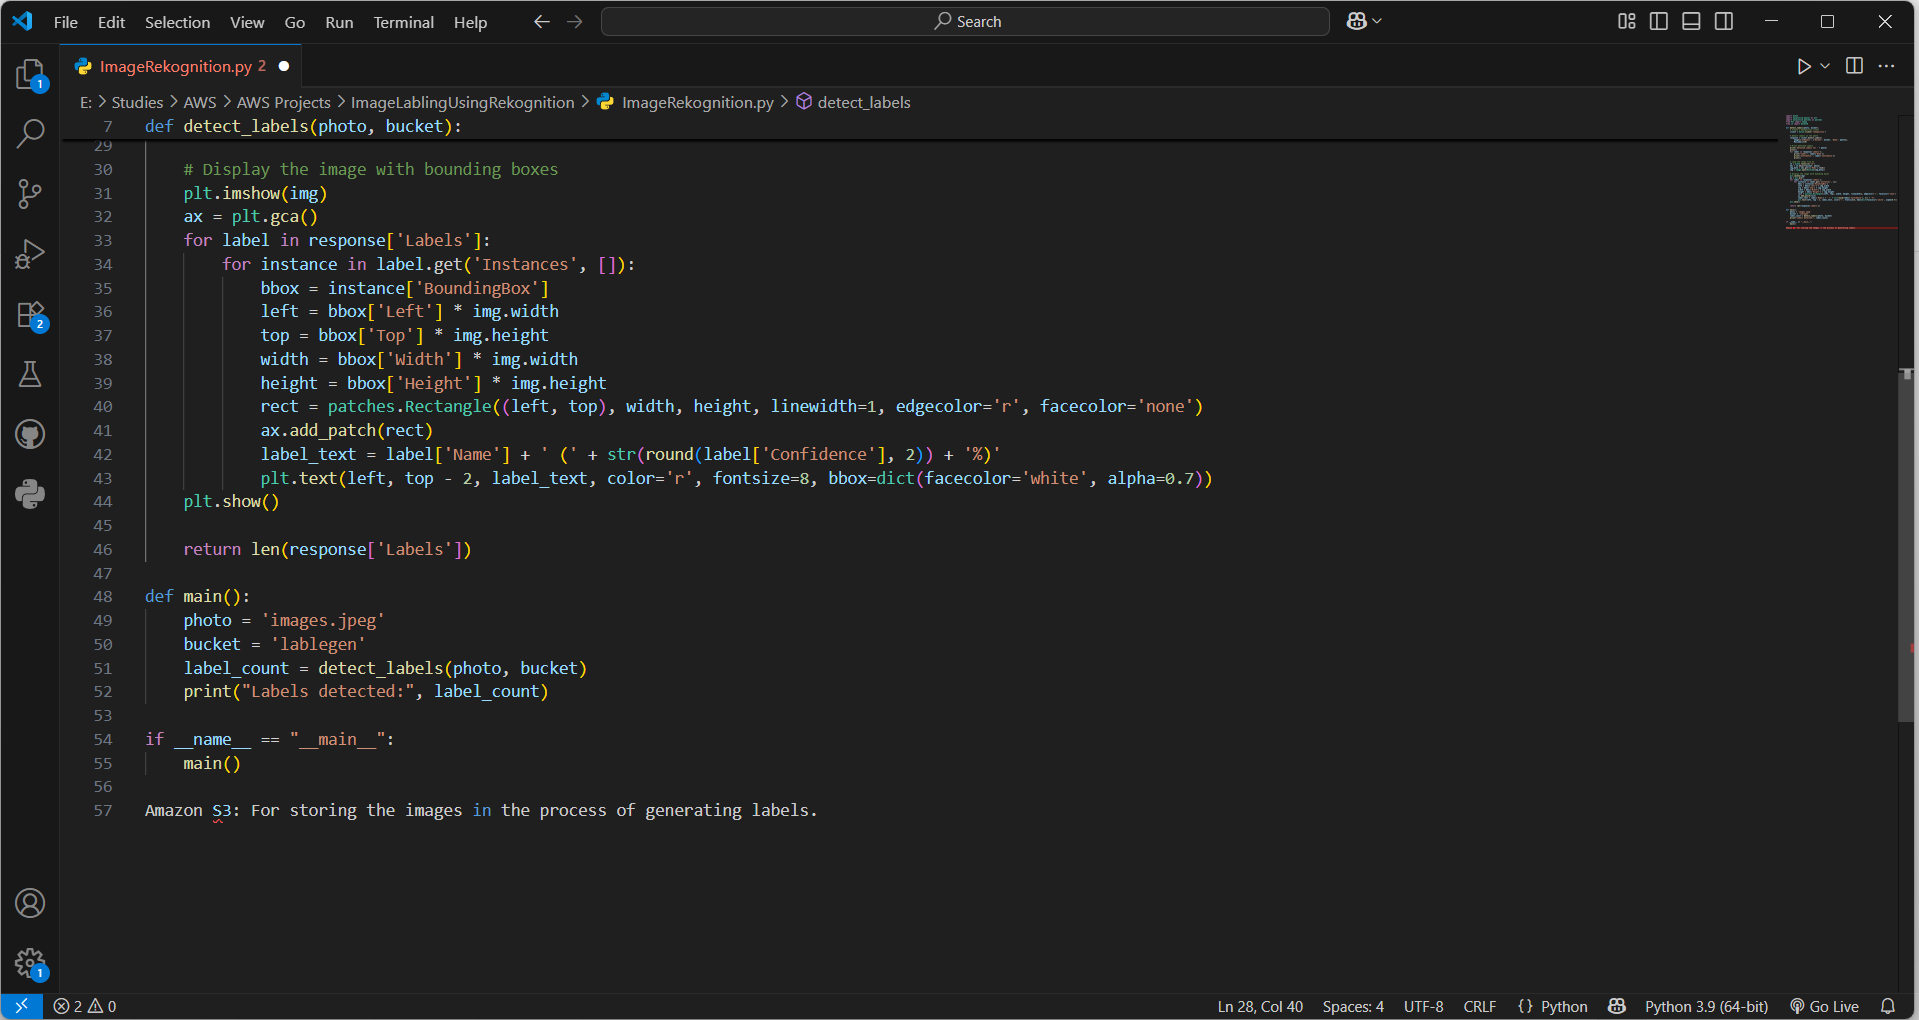 File Edit Selection View Go Run Terminal Help Search
ImageRekognition.py 2
E: > Studies > AWS > AWS Projects > ImageLablingUsingRekognition > ImageRekognition.py > detect_labels
7 def detect_labels(photo, bucket):
29
30 # Display the image with bounding boxes
31 plt.imshow(img)
32 ax = plt.gca()
33 for label in response['Labels']:
34 for instance in label.get('Instances', []):
35 bbox = instance['BoundingBox']
36 left = bbox['Left'] * img.width
37 top = bbox['Top'] * img.height
38 width = bbox['Width'] * img.width
39 height = bbox['Height'] * img.height
40 rect = patches.Rectangle((left, top), width, height, linewidth=1, edgecolor='r', facecolor='none')
41 ax.add_patch(rect)
42 label_text = label['Name'] + ' (' + str(round(label['Confidence'], 2)) + '%)'
43 plt.text(left, top - 2, label_text, color='r', fontsize=8, bbox=dict(facecolor='white', alpha=0.7))
44 plt.show()
45
46 return len(response['Labels'])
47
48 def main():
49 photo = 'images.jpeg'
50 bucket = 'lablegen'
51 label_count = detect_labels(photo, bucket)
52 print("Labels detected:", label_count)
53
54 if __name__ == "__main__":
55 main()
56
57 Amazon S3: For storing the images in the process of generating labels.
1
2
1
2 0 Ln 28, Col 40 Spaces: 4 UTF-8 CRLF {} Python Python 3.9 (64-bit) Go Live